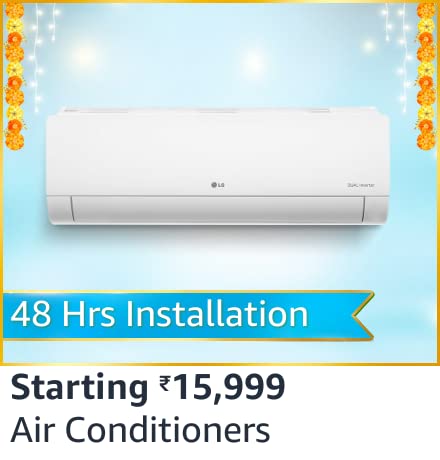 LG
DUAL Inverter
48 Hrs Installation
Starting ₹15,999
Air Conditioners